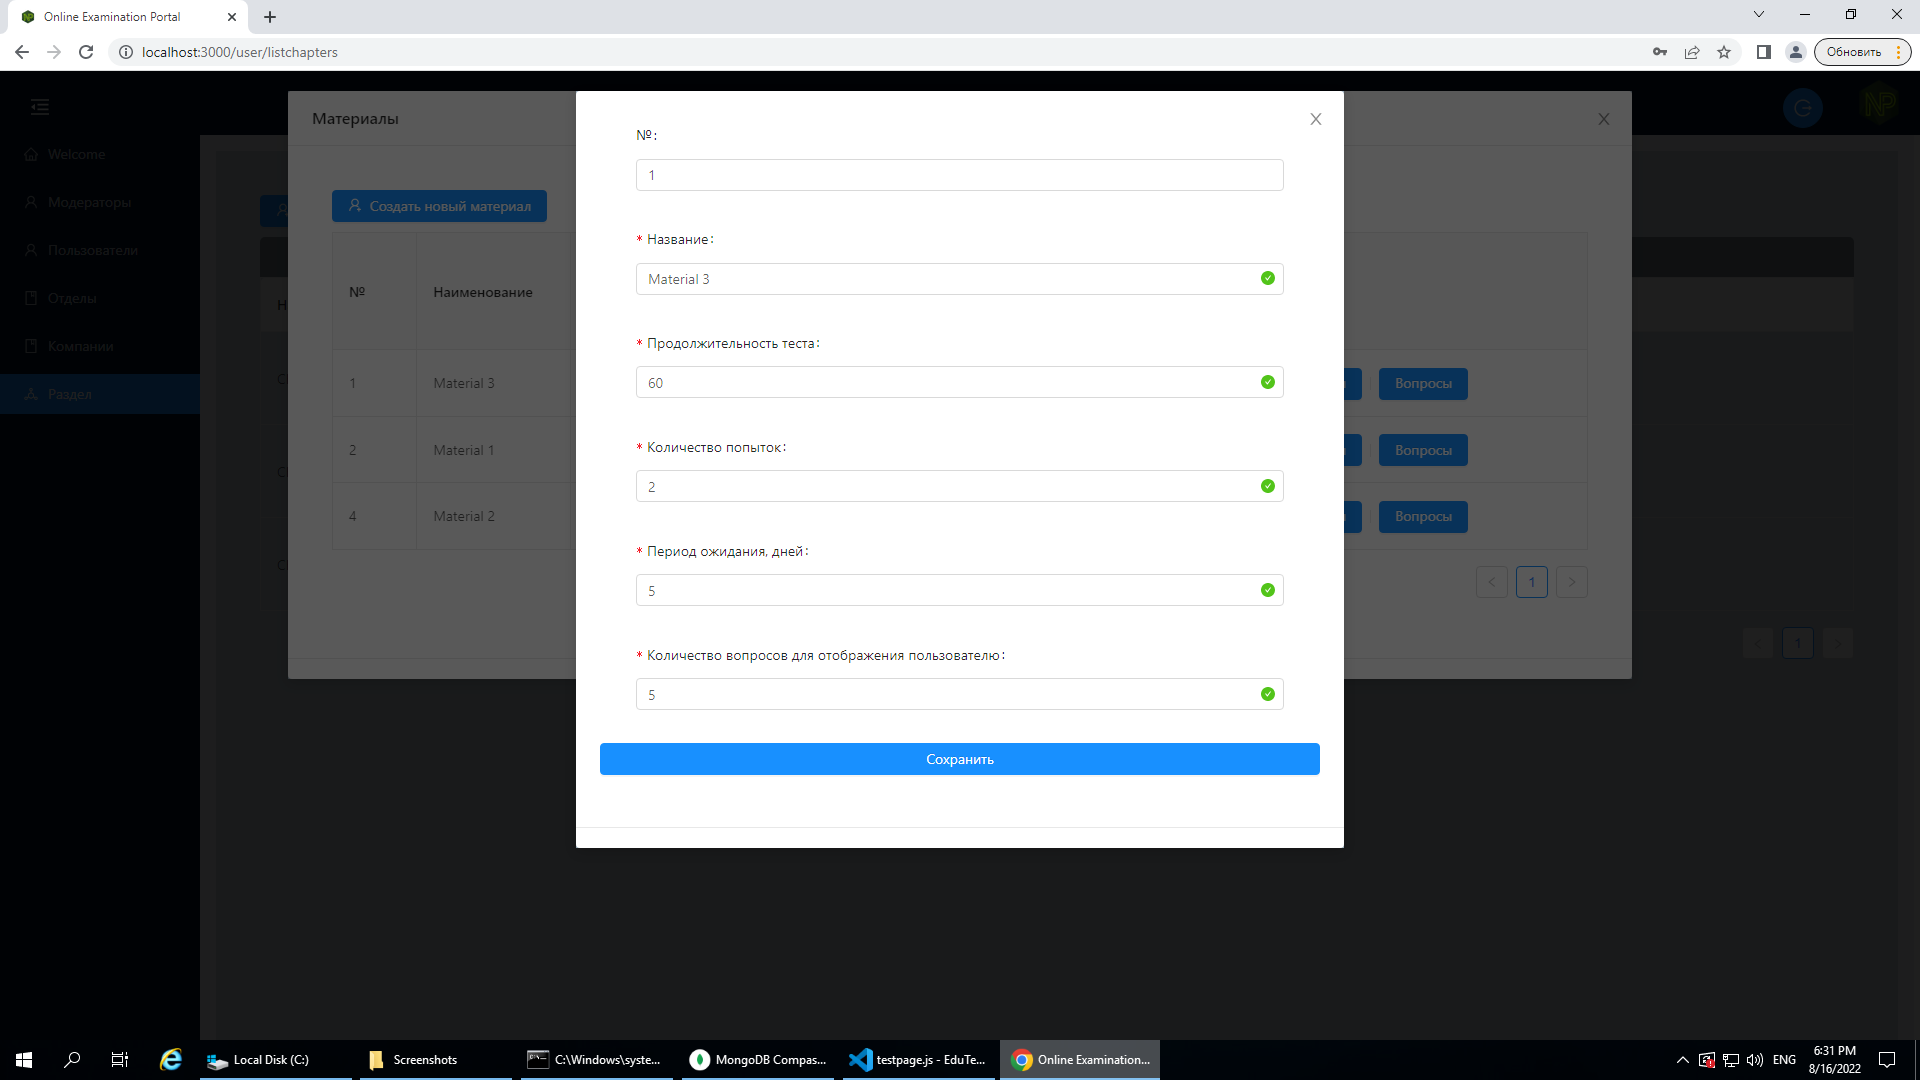 Online Examination Portal
localhost:3000/user/listchapters
Обновить
Материалы
№:
Welcome
1
Модераторы
Создать новый материал
Название:
Пользователи
Material 3
№
Наименование
Отделы
Продолжительность теста:
Компании
60
1
Material 3
Вопросы
Раздел
Количество попыток:
2
Material 1
Вопросы
2
4
Material 2
Вопросы
Период ожидания, дней:
5
1
Количество вопросов для отображения пользователю:
1
5
Сохранить
Local Disk (C:)
Screenshots
C:\Windows\syste...
MongoDB Compas...
testpage.js - EduTe...
Online Examination...
ENG
6:31 PM
8/16/2022